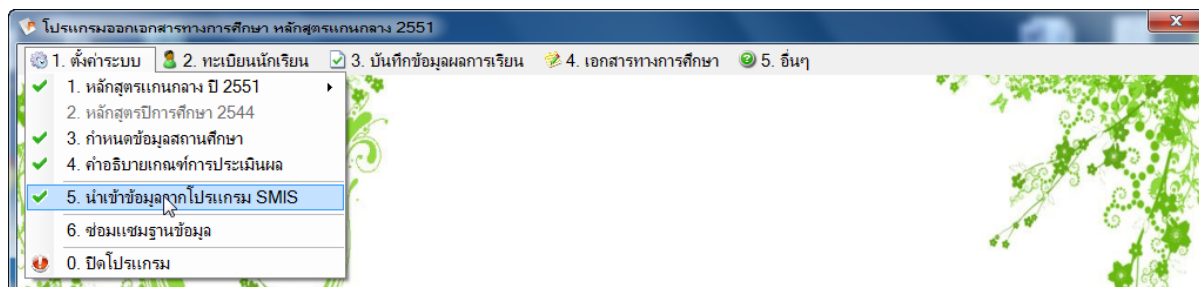 โปรแกรมออกเอกสารทางการศึกษา หลักสูตรแกนกลาง 2551
1. ตั้งค่าระบบ 2. ทะเบียนนักเรียน 3. บันทึกข้อมูลผลการเรียน 4. เอกสารทางการศึกษา 5. อื่นๆ
1. หลักสูตรแกนกลาง ปี 2551
2. หลักสูตรปีการศึกษา 2544
3. กำหนดข้อมูลสถานศึกษา
4. คำอธิบายเกณฑ์การประเมินผล
5. นำเข้าข้อมูลจากโปรแกรม SMIS
6. ซ่อมแซมฐานข้อมูล
0. ปิดโปรแกรม